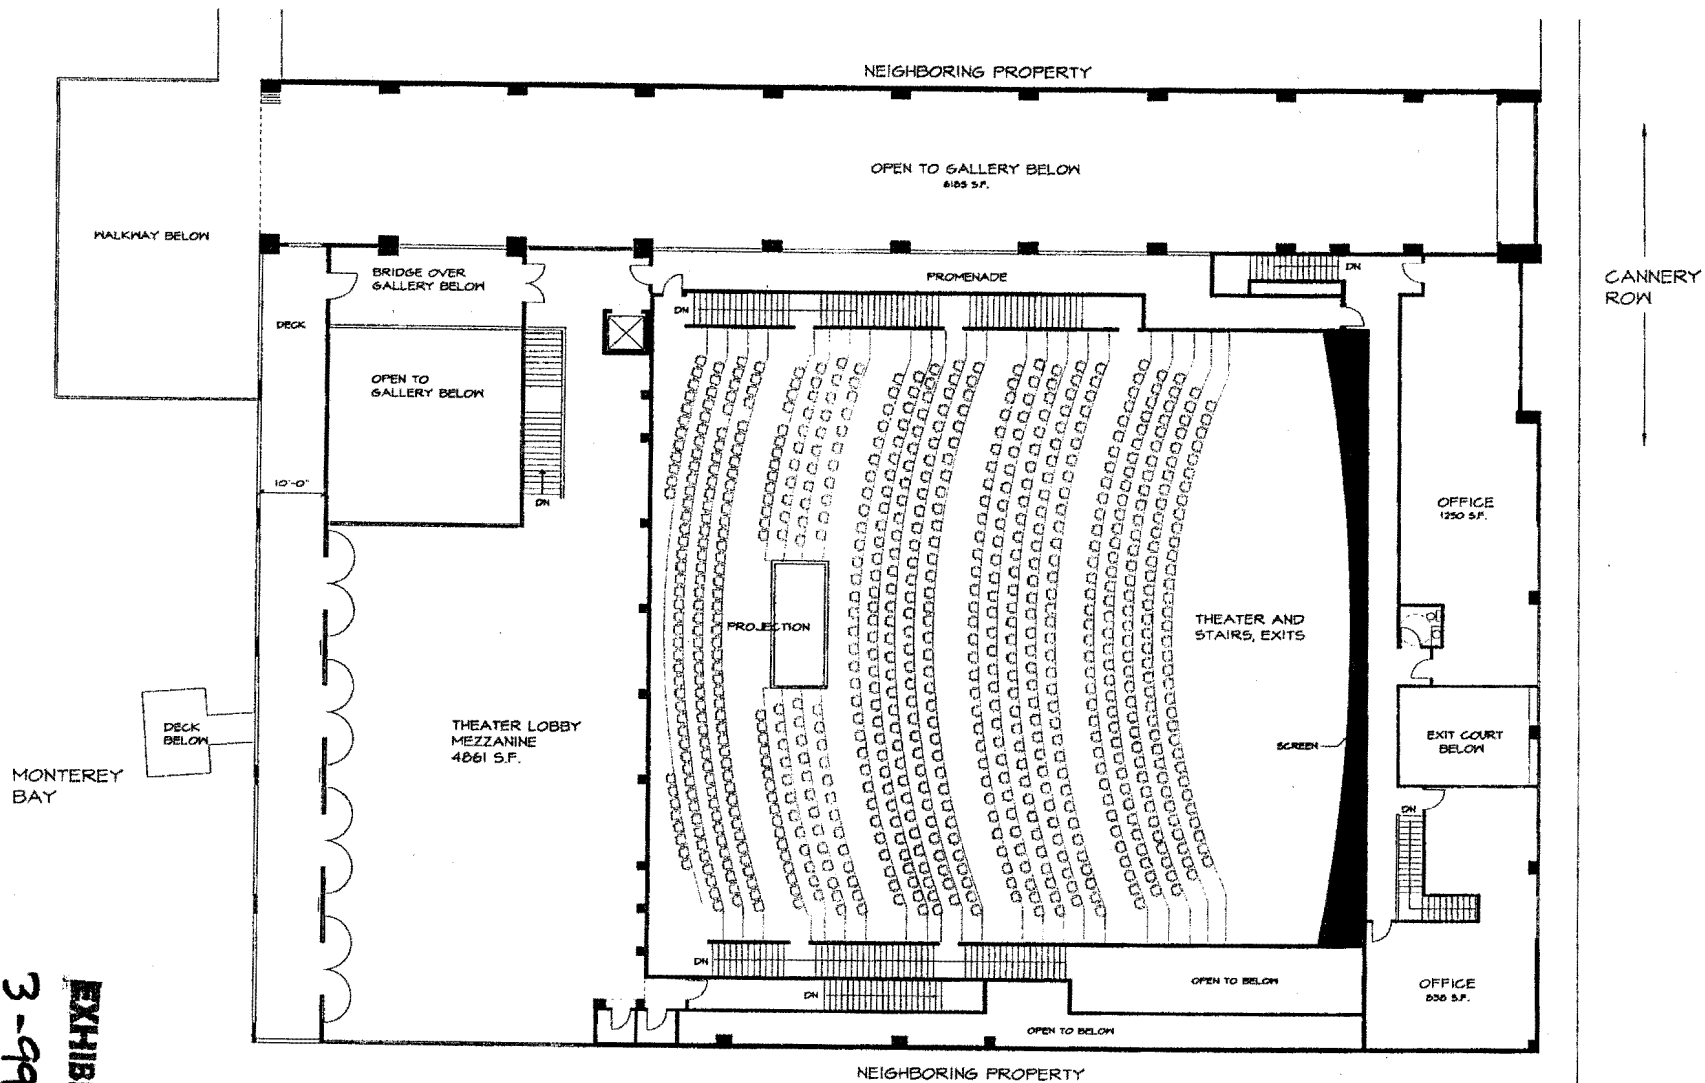 NEIGHBORING PROPERTY
OPEN TO GALLERY BELOW
6185 S.F.
WALKWAY BELOW
BRIDGE OVER
GALLERY BELOW
PROMENADE
DN
CANNERY
ROW
DECK
DN
OPEN TO
GALLERY BELOW
10'-0"
DN
OFFICE
1250 S.F.
PROJECTION
THEATER AND
STAIRS, EXITS
DECK
BELOW
THEATER LOBBY
MEZZANINE
4861 S.F.
SCREEN
EXIT COURT
BELOW
MONTEREY
BAY
DN
DN
OPEN TO BELOW
DN
OFFICE
S.F.
OPEN TO BELOW
NEIGHBORING PROPERTY
EXHIB
3-99